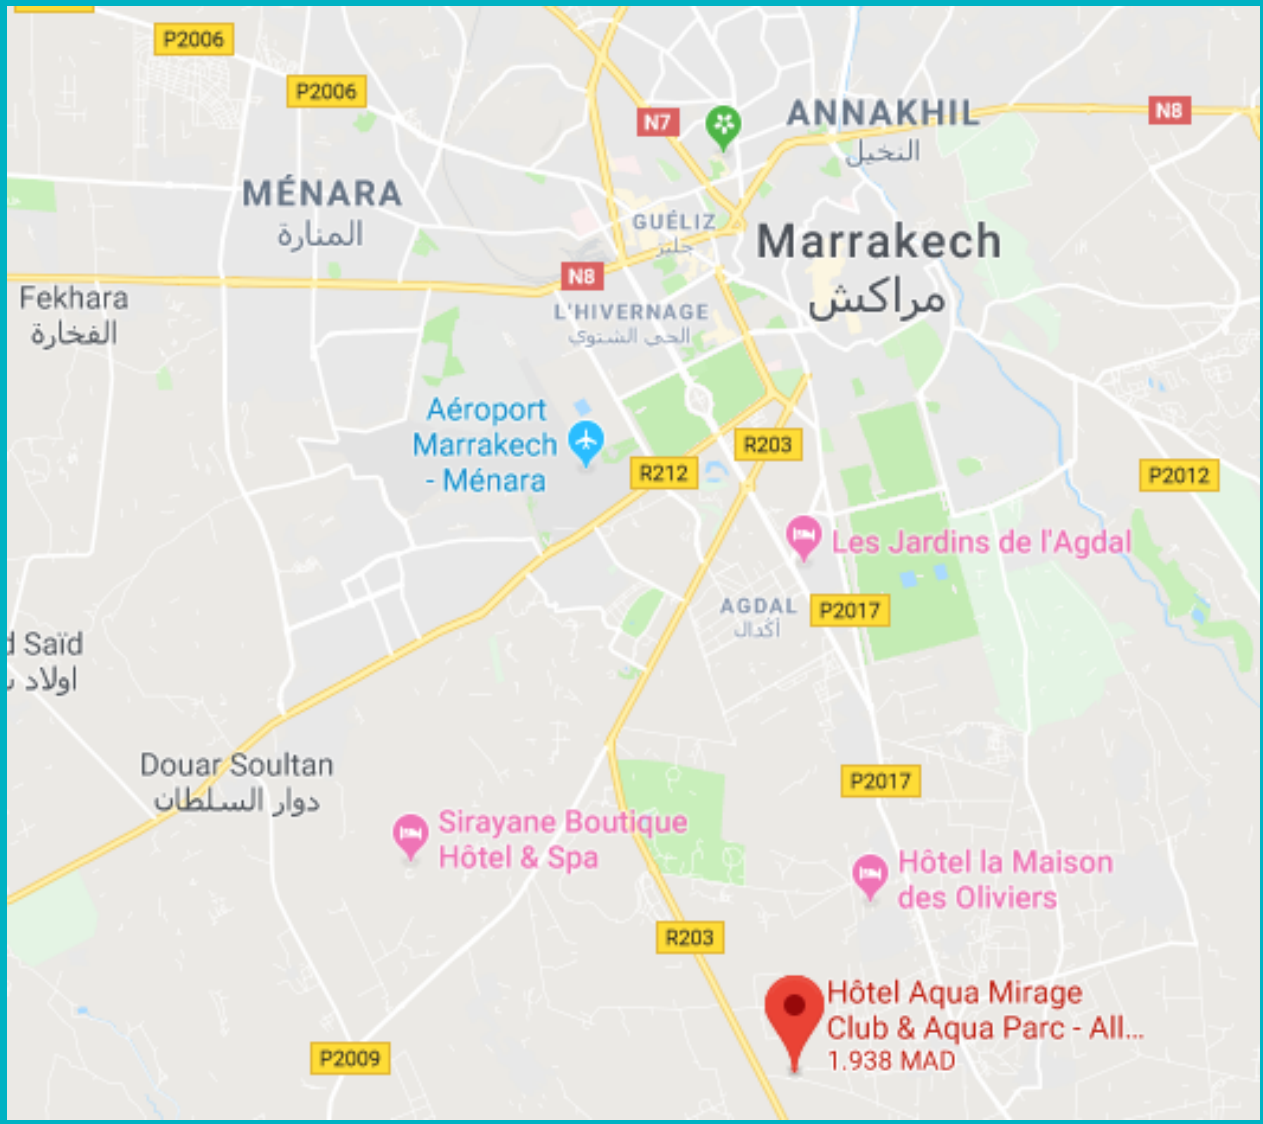 P2006
P2006
N7
ANNAKHIL
النخيل
N8
MÉNARA
المنارة
GUÉLIZ
جليز
Marrakech
مراكش
N8
Fekhara
الفخارة
L'HIVERNAGE
الحي الشتوي
Aéroport
Marrakech
- Ménara
R203
R212
P2012
Les Jardins de l'Agdal
AGDAL
أكدال
P2017
d Saïd
اولاد
Douar Soultan
دوار السلطان
P2017
Sirayane Boutique
Hôtel & Spa
Hôtel la Maison
des Oliviers
R203
Hôtel Aqua Mirage
Club & Aqua Parc - All...
1.938 MAD
P2009